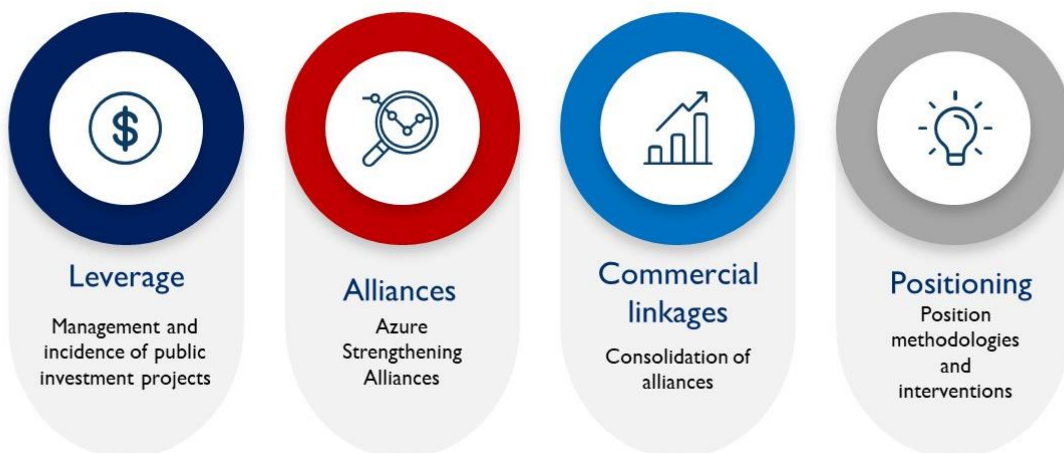 Leverage
Management and
incidence of public
investment projects
Alliances
Azure
Strengthening
Alliances
Commercial
linkages
Consolidation of
alliances
Positioning
Position
methodologies
and
interventions